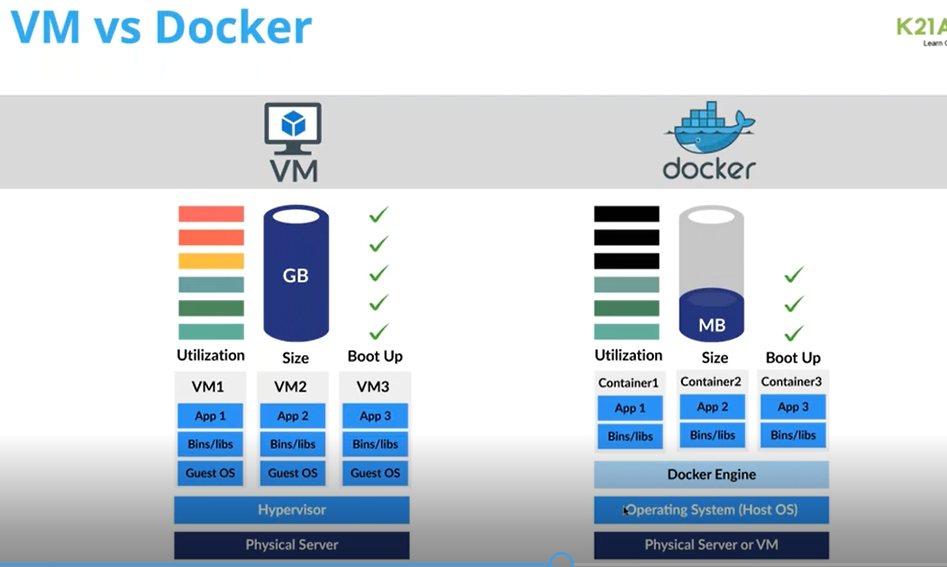 VM vs Docker
K21A
Learn
VM
docker
GB
MB
Utilization Size Boot Up
Utilization Size Boot Up
VM1 VM2 VM3
Container1 Container2 Container3
App 1 App 2 App 3
App 1 App 2 App 3
Bins/libs Bins/libs Bins/libs
Bins/libs Bins/libs Bins/libs
Guest OS Guest OS Guest OS
Docker Engine
Hypervisor
Operating System (Host OS)
Physical Server
Physical Server or VM